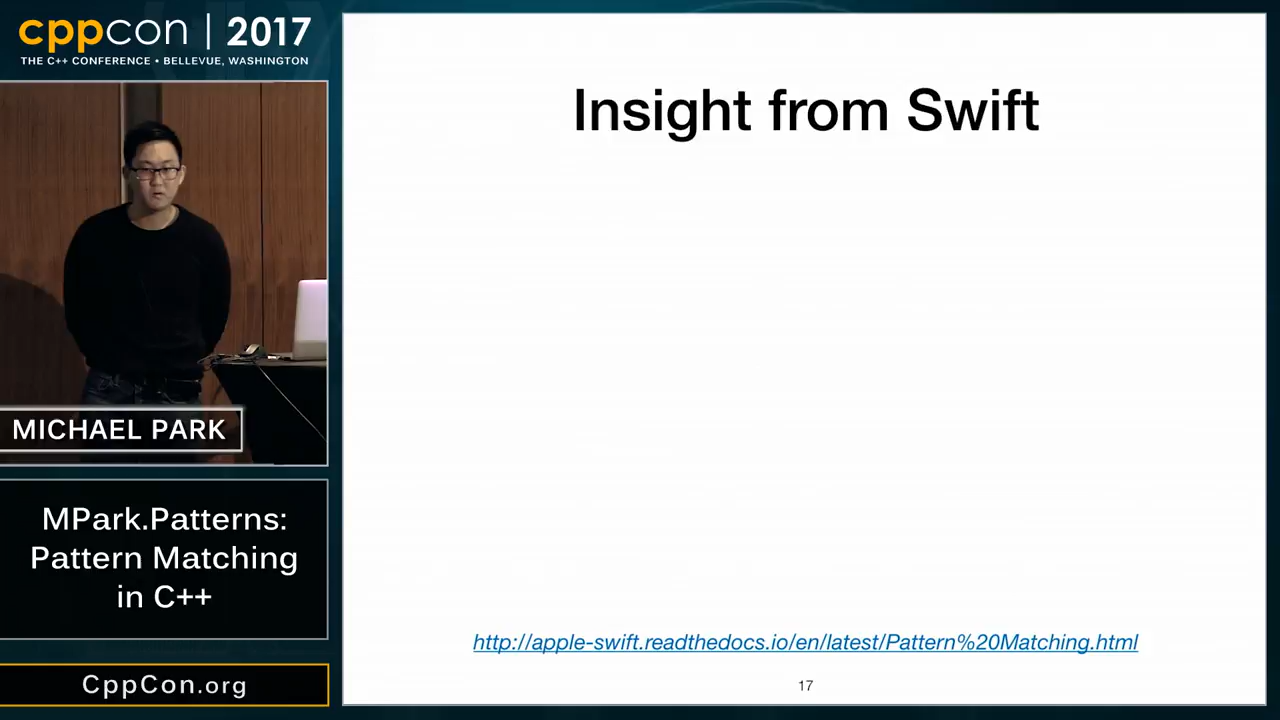 cppcon | 2017
THE C++ CONFERENCE • BELLEVUE, WASHINGTON
MICHAEL PARK
MPark.Patterns:
Pattern Matching
in C++
CppCon.org
Insight from Swift
http://apple-swift.readthedocs.io/en/latest/Pattern%20Matching.html
17